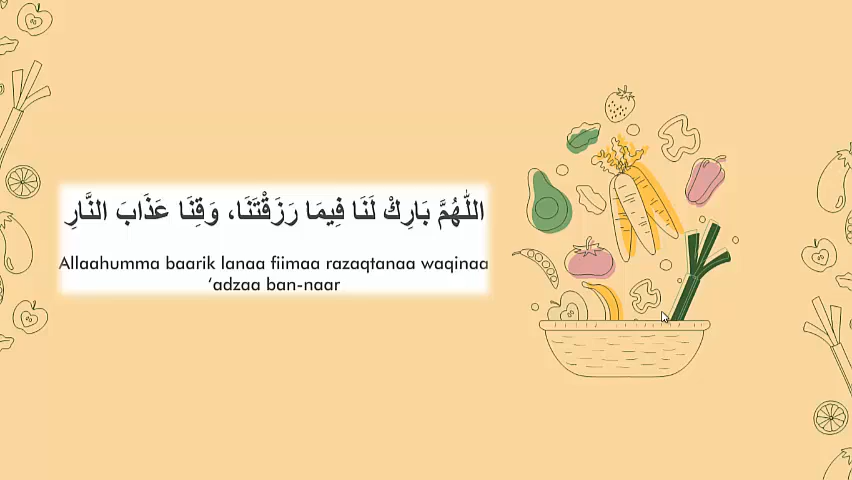 اللّٰهُمَّ بَارِكْ لَنَا فِيمَا رَزَقْتَنَا، وَقِنَا عَذَابَ النَّارِ
Allaahumma baarik lanaa fiimaa razaqtanaa waqinaa
‘adzaa ban-naar